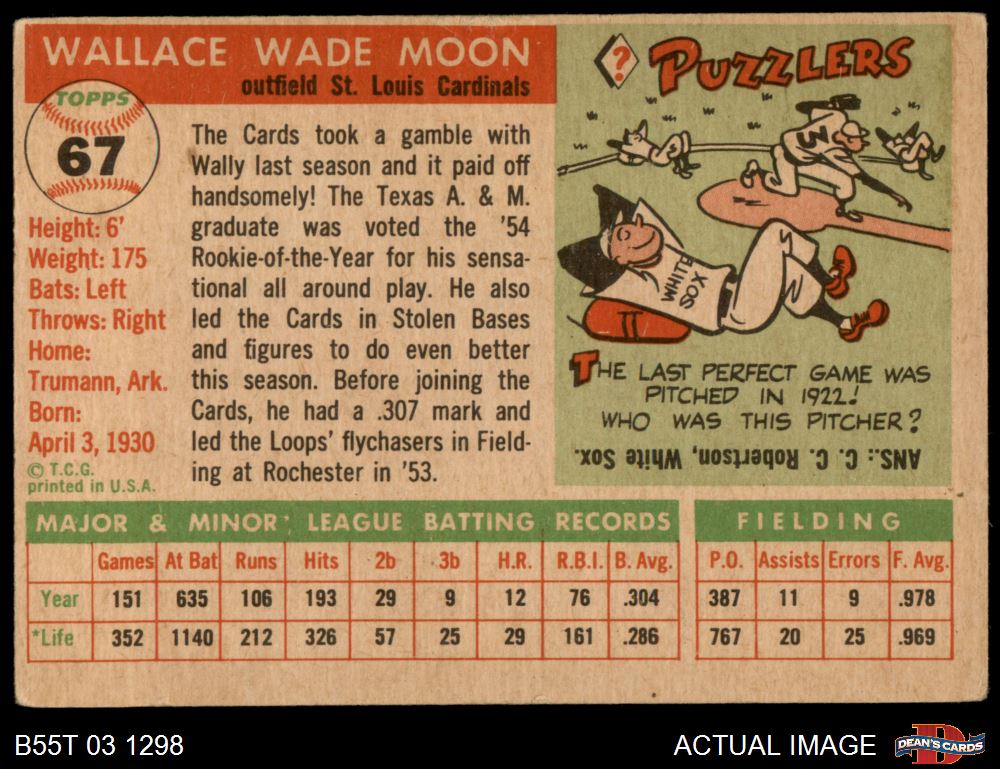 WALLACE WADE MOON
outfield St. Louis Cardinals
TOPPS
67
Height: 6'
Weight: 175
Bats: Left
Throws: Right
Home:
Trumann, Ark.
Born:
April 3, 1930
© T.C.G.
printed in U.S.A.
The Cards took a gamble with
Wally last season and it paid off
handsomely! The Texas A. & M.
graduate was voted the '54
Rookie-of-the-Year for his sensa-
tional all around play. He also
led the Cards in Stolen Bases
and figures to do even better
this season. Before joining the
Cards, he had a .307 mark and
led the Loops' flychasers in Field-
ing at Rochester in '53.
? PUZZLERS
WHITE
SOX
THE LAST PERFECT GAME WAS
PITCHED IN 1922!
WHO WAS THIS PITCHER?
ANS.: C. C. Robertson, White Sox.
MAJOR & MINOR LEAGUE BATTING RECORDS
Games At Bat Runs Hits 2b 3b H.R. R.B.I. B. Avg.
Year 151 635 106 193 29 9 12 76 .304
*Life 352 1140 212 326 57 25 29 161 .286
FIELDING
P.O. Assists Errors F. Avg.
387 11 9 .978
767 20 25 .969
B55T 03 1298
ACTUAL IMAGE
D
DEAN'S CARDS